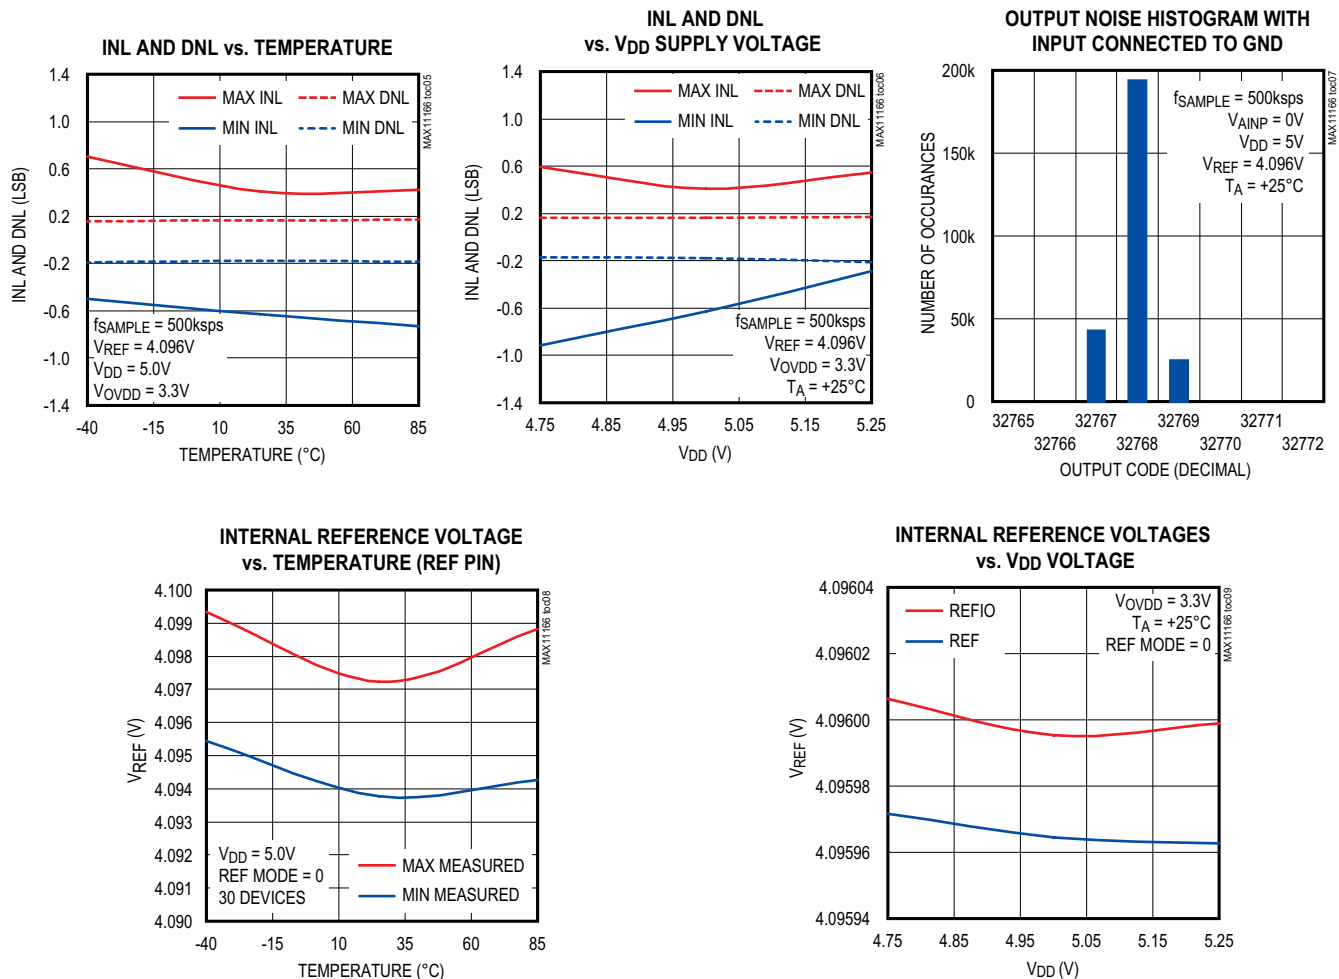 INL AND DNL vs. TEMPERATURE
1.4
1.0
0.6
0.2
-0.2
-0.6
-1.0
-1.4
INL AND DNL (LSB)
MAX INL
MAX DNL
MIN INL
MIN DNL
fSAMPLE = 500ksps
VREF = 4.096V
VDD = 5.0V
VOVDD = 3.3V
-40 -15 10 35 60 85
TEMPERATURE (°C)
MAX11166 toc05
INL AND DNL
vs. VDD SUPPLY VOLTAGE
1.4
1.0
0.6
0.2
-0.2
-0.6
-1.0
-1.4
INL AND DNL (LSB)
MAX INL
MAX DNL
MIN INL
MIN DNL
fSAMPLE = 500ksps
VREF = 4.096V
VOVDD = 3.3V
TA = +25°C
4.75 4.85 4.95 5.05 5.15 5.25
VDD (V)
MAX11166 toc06
OUTPUT NOISE HISTOGRAM WITH
INPUT CONNECTED TO GND
200k
150k
100k
50k
0
NUMBER OF OCCURANCES
fSAMPLE = 500ksps
VAINP = 0V
VDD = 5V
VREF = 4.096V
TA = +25°C
32765 32767 32769 32771
32766 32768 32770 32772
OUTPUT CODE (DECIMAL)
MAX11166 toc07
INTERNAL REFERENCE VOLTAGE
vs. TEMPERATURE (REF PIN)
4.100
4.099
4.098
4.097
4.096
4.095
4.094
4.093
4.092
4.091
4.090
VREF (V)
VDD = 5.0V
REF MODE = 0
30 DEVICES
MAX MEASURED
MIN MEASURED
-40 -15 10 35 60 85
TEMPERATURE (°C)
MAX11166 toc08
INTERNAL REFERENCE VOLTAGES
vs. VDD VOLTAGE
4.09604
4.09602
4.09600
4.09598
4.09596
4.09594
VREF (V)
REFIO
REF
VOVDD = 3.3V
TA = +25°C
REF MODE = 0
4.75 4.85 4.95 5.05 5.15 5.25
VDD (V)
MAX11166 toc09